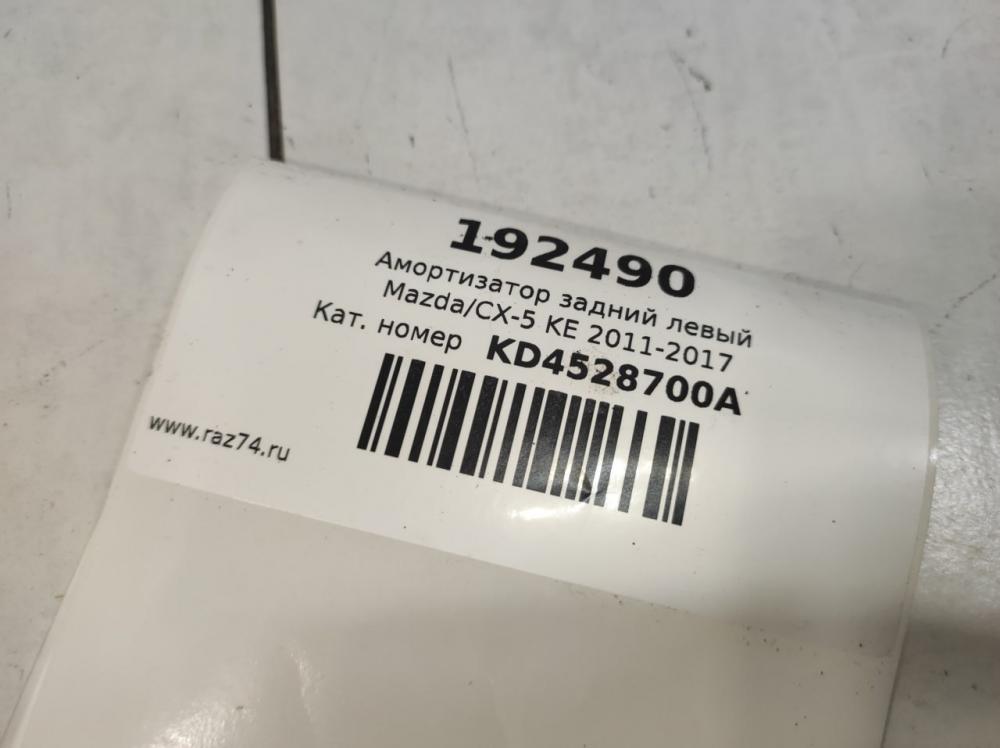 192490
Амортизатор задний левый
Mazda/CX-5 KE 2011-2017
Кат. номер KD4528700A
www.raz74.ru